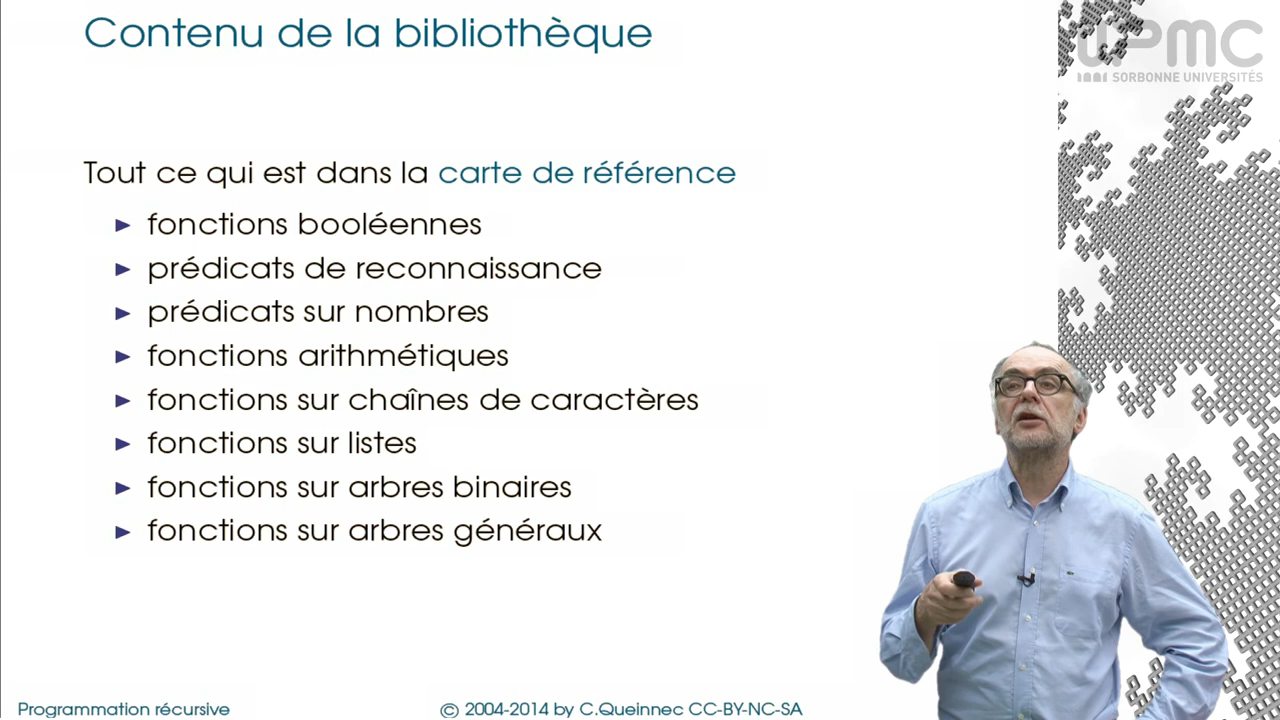 Contenu de la bibliothèque
UPMC
SORBONNE UNIVERSITÉS
Tout ce qui est dans la carte de référence
► fonctions booléennes
► prédicats de reconnaissance
► prédicats sur nombres
► fonctions arithmétiques
► fonctions sur chaînes de caractères
► fonctions sur listes
► fonctions sur arbres binaires
► fonctions sur arbres généraux
Programmation récursive
© 2004-2014 by C.Queinnec CC-BY-NC-SA